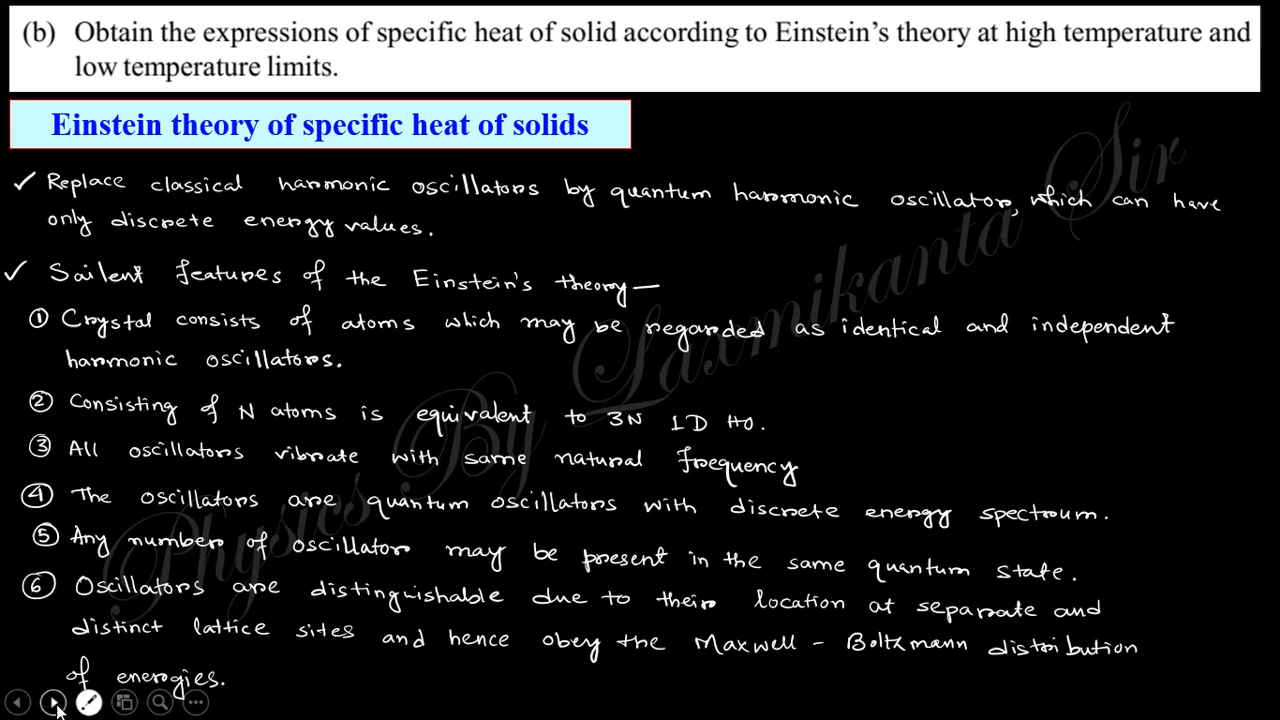 (b) Obtain the expressions of specific heat of solid according to Einstein's theory at high temperature and
low temperature limits.
Einstein theory of specific heat of solids
✓ Replace classical harmonic oscillators by quantum harmonic oscillator, which can have
only discrete energy values.
✓ Sailent features of the Einstein's theory —
① Crystal consists of atoms which may be regarded as identical and independent
harmonic oscillators.
② Consisting of N atoms is equivalent to 3N 1D HO.
③ All oscillators vibrate with same natural frequency
④ The oscillators are quantum oscillators with discrete energy spectrum.
⑤ Any number of oscillator may be present in the same quantum state.
⑥ Oscillators are distinguishable due to their location at separate and
distinct lattice sites and hence obey the Maxwell - Boltzmann distribution
of energies.
Physics By Laxmikanta Sir